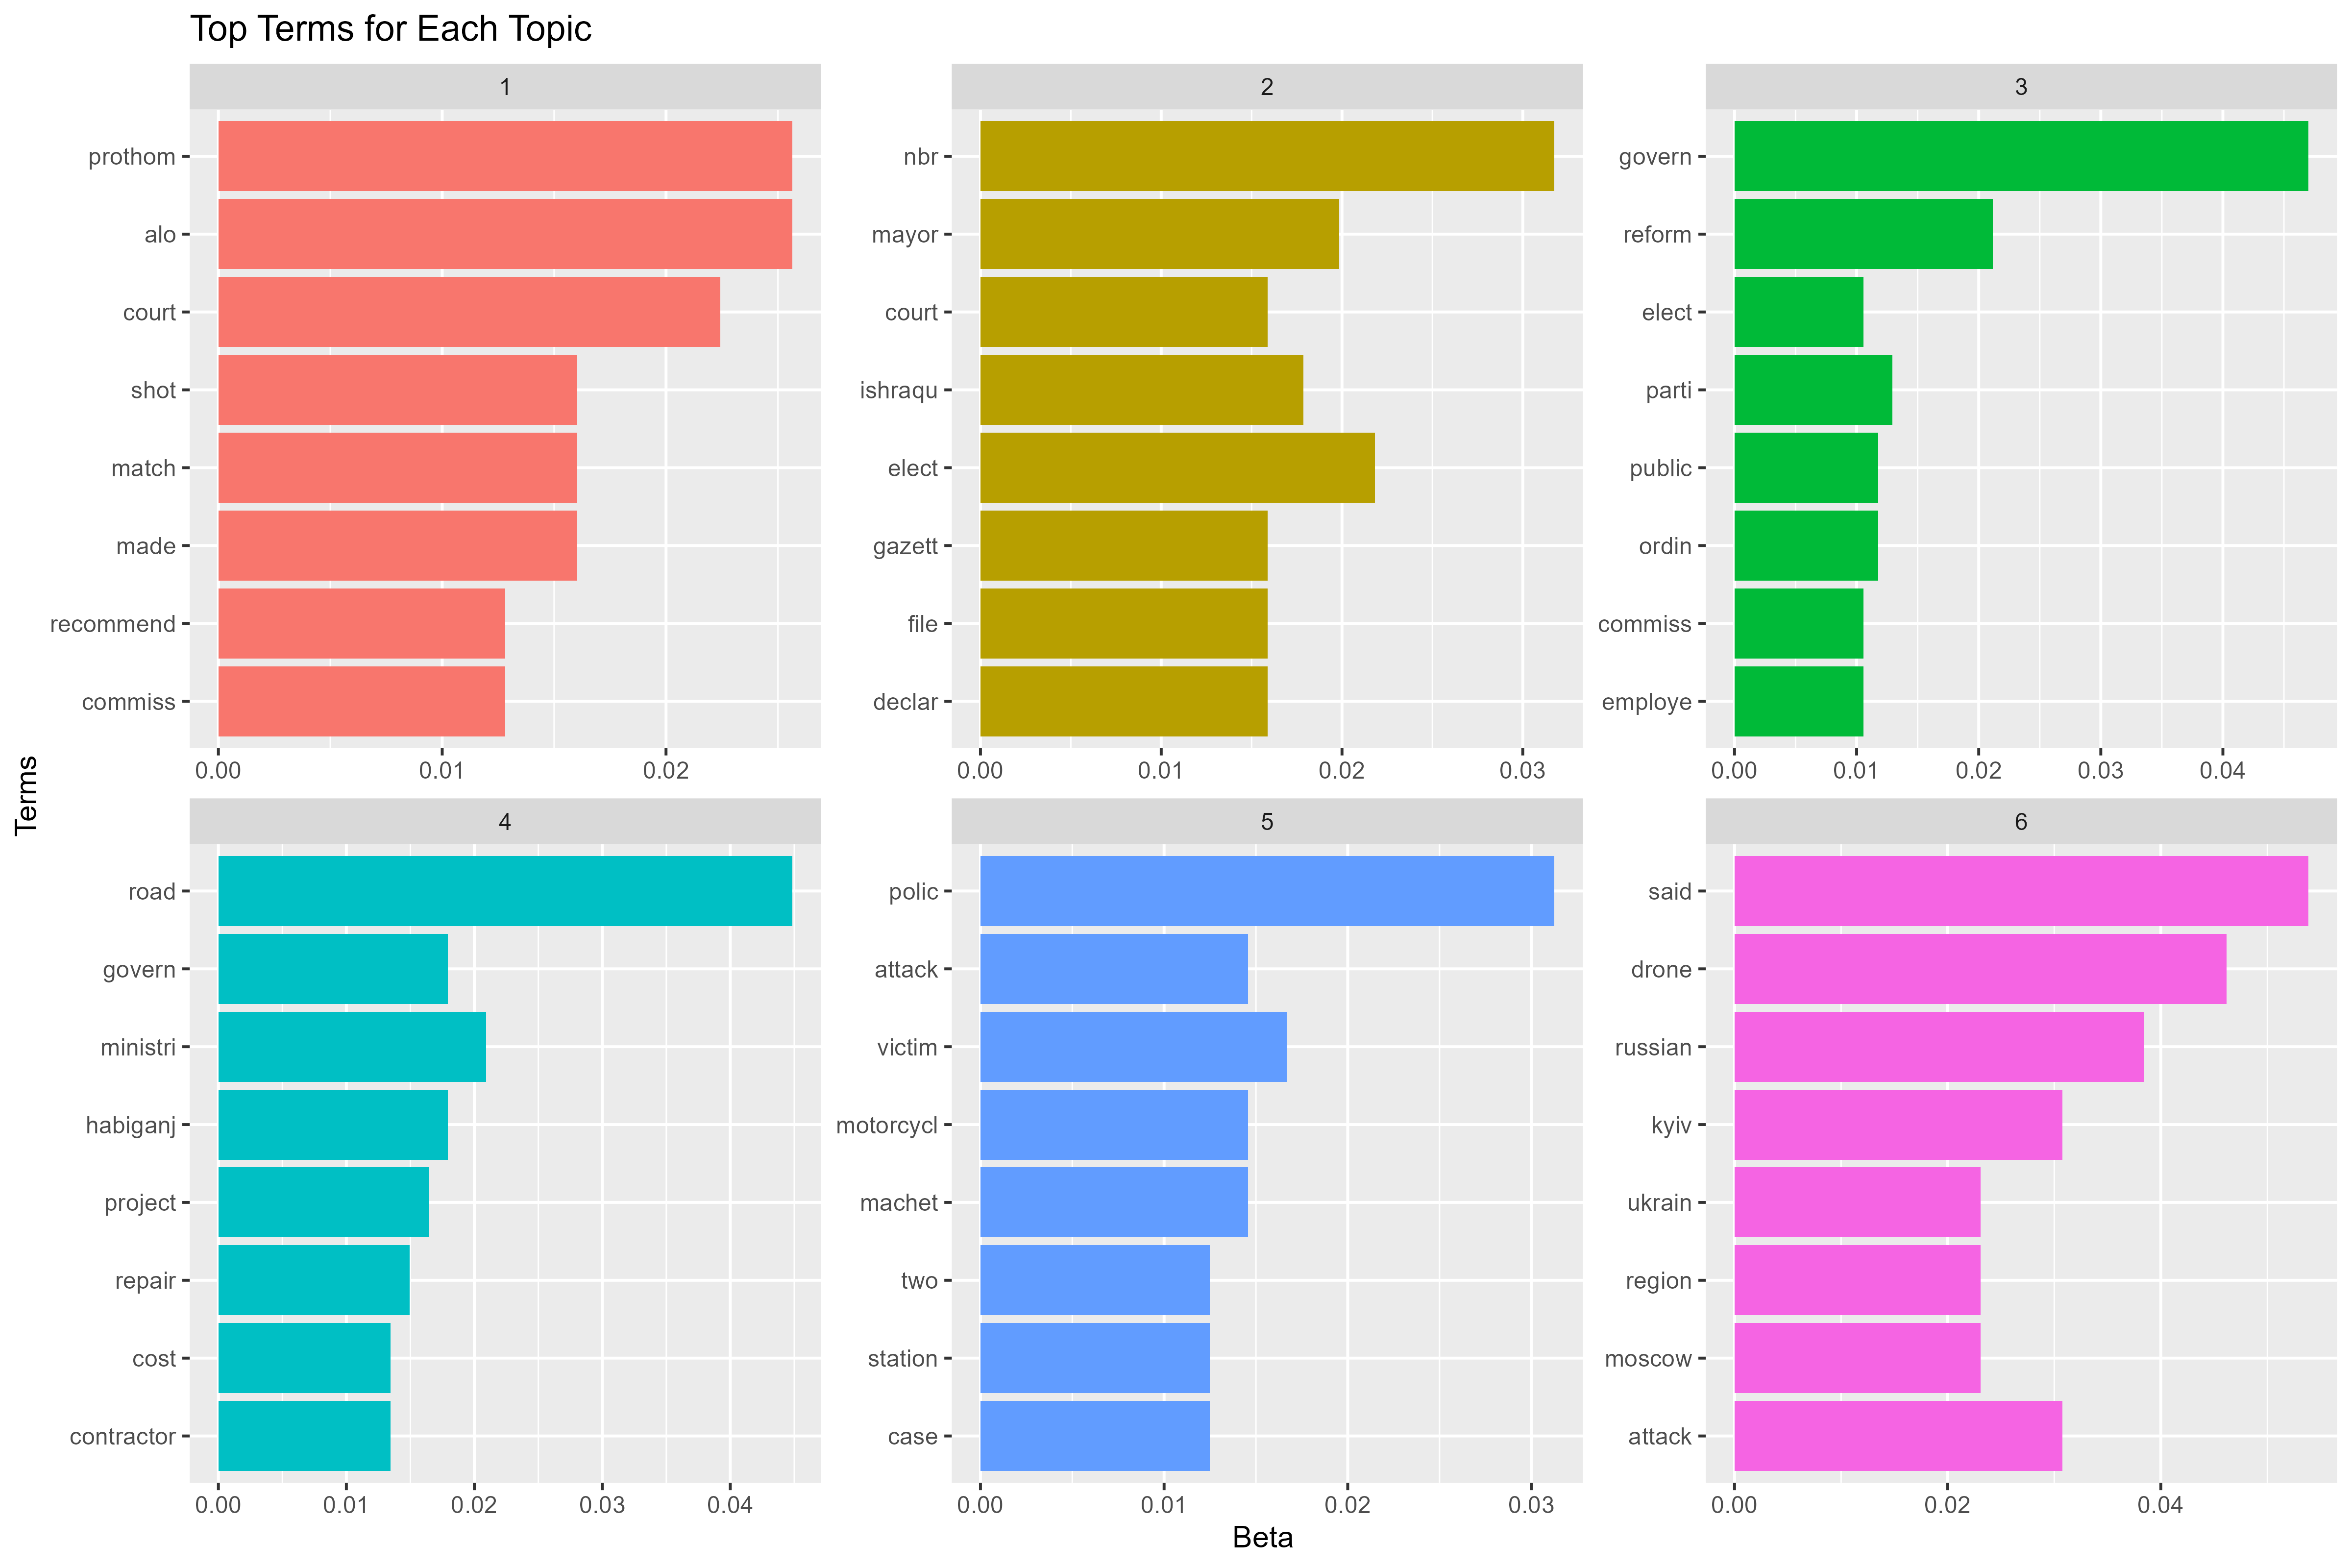 Top Terms for Each Topic
1
prothom
alo
court
shot
match
made
recommend
commiss
0.00 0.01 0.02
2
nbr
mayor
court
ishraqu
elect
gazett
file
declar
0.00 0.01 0.02 0.03
3
govern
reform
elect
parti
public
ordin
commiss
employe
0.00 0.01 0.02 0.03 0.04
4
road
govern
ministri
habiganj
project
repair
cost
contractor
0.00 0.01 0.02 0.03 0.04
5
polic
attack
victim
motorcycl
machet
two
station
case
0.00 0.01 0.02 0.03
6
said
drone
russian
kyiv
ukrain
region
moscow
attack
0.00 0.02 0.04
Terms
Beta